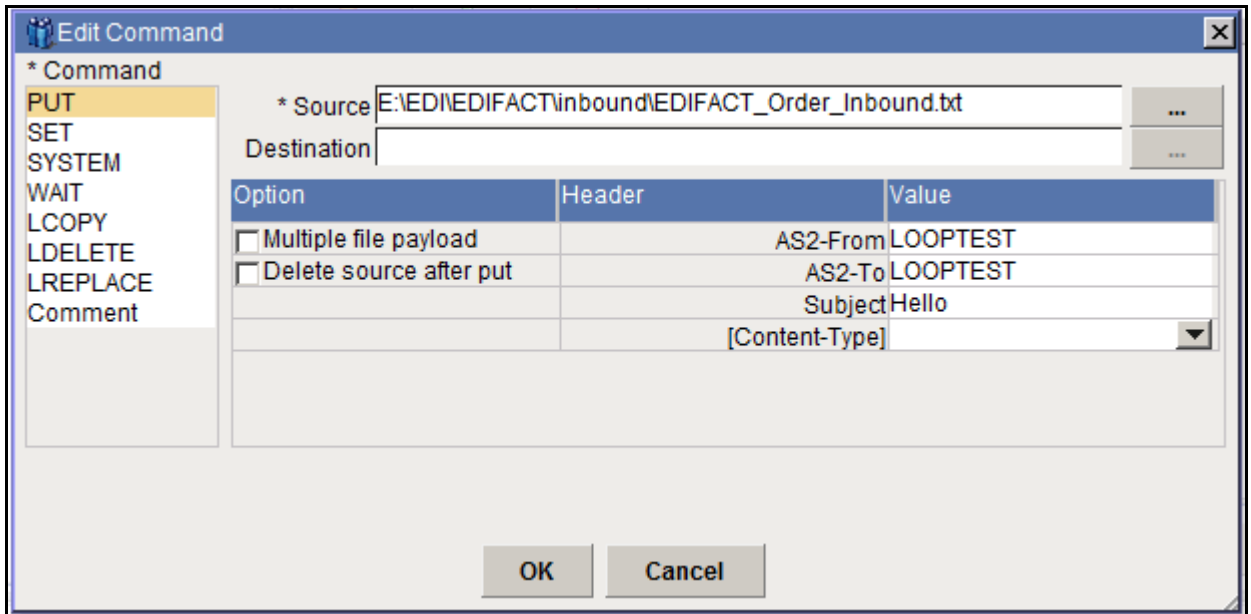 Edit Command
* Command
PUT
SET
SYSTEM
WAIT
LCOPY
LDELETE
LREPLACE
Comment
* Source E:\EDI\EDIFACT\inbound\EDIFACT_Order_Inbound.txt ...
Destination ...
Option Header Value
Multiple file payload AS2-From LOOPTEST
Delete source after put AS2-To LOOPTEST
Subject Hello
[Content-Type]
OK Cancel